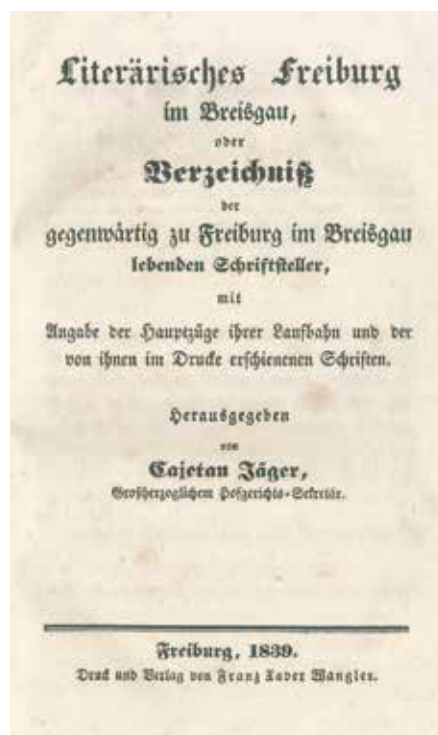 Literärisches Freiburg
im Breisgau,
oder
Verzeichniß
der
gegenwärtig zu Freiburg im Breisgau
lebenden Schriftsteller,
mit
Angabe der Hauptzüge ihrer Laufbahn und der
von ihnen im Drucke erschienenen Schriften.
Herausgegeben
von
Cajetan Jäger,
Großherzoglichem Hofgerichts-Sekretär.
Freiburg, 1839.
Druck und Verlag von Franz Xaver Wangler.